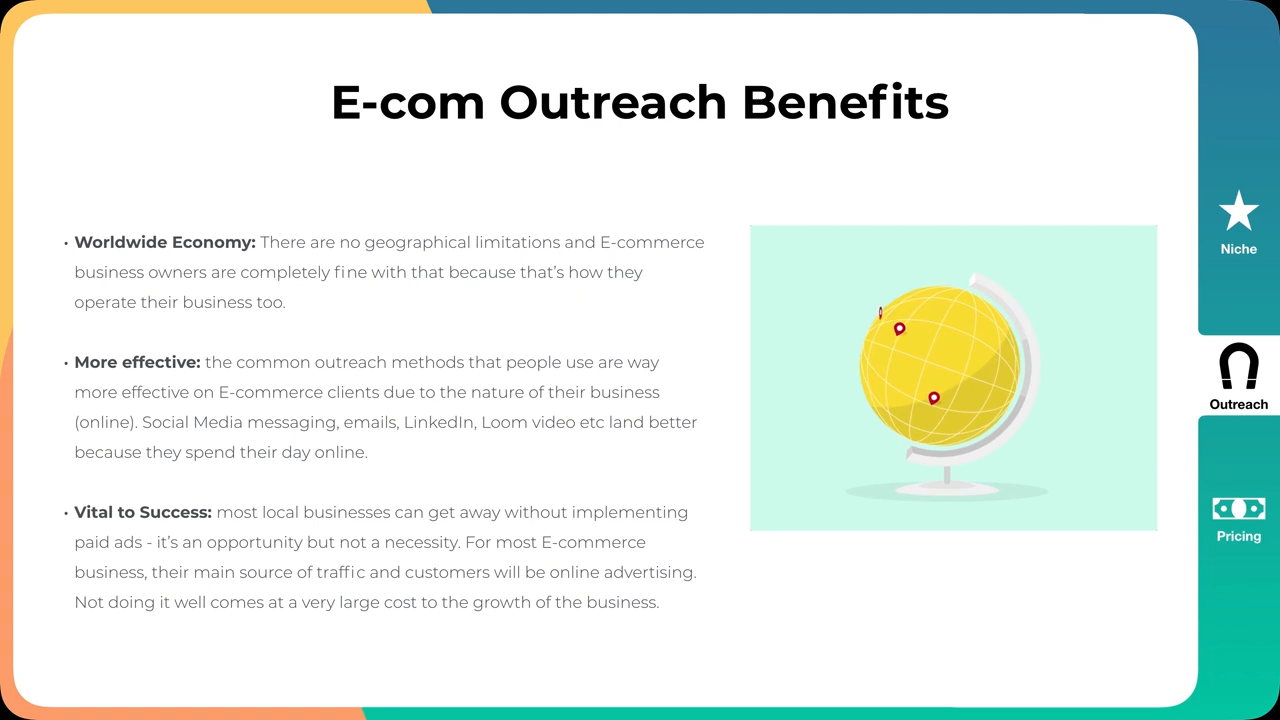 E-com Outreach Benefits
• Worldwide Economy: There are no geographical limitations and E-commerce
business owners are completely fine with that because that’s how they
operate their business too.
• More effective: the common outreach methods that people use are way
more effective on E-commerce clients due to the nature of their business
(online). Social Media messaging, emails, LinkedIn, Loom video etc land better
because they spend their day online.
• Vital to Success: most local businesses can get away without implementing
paid ads - it’s an opportunity but not a necessity. For most E-commerce
business, their main source of traffic and customers will be online advertising.
Not doing it well comes at a very large cost to the growth of the business.
Niche
Outreach
Pricing